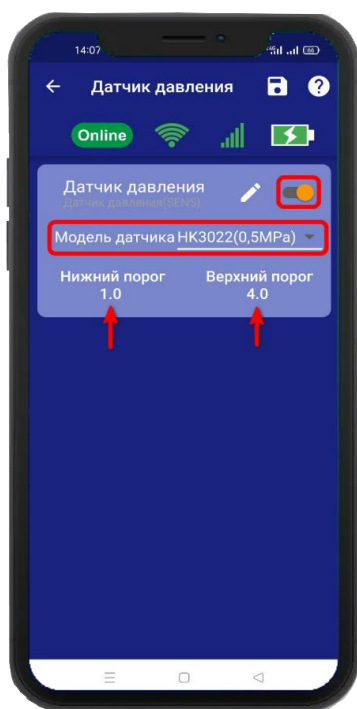 14:07
66
Датчик давления
?
Online
Датчик давления
Датчик давления(SENS)
Модель датчика HK3022(0,5MPa)
Нижний порог Верхний порог
1.0 4.0